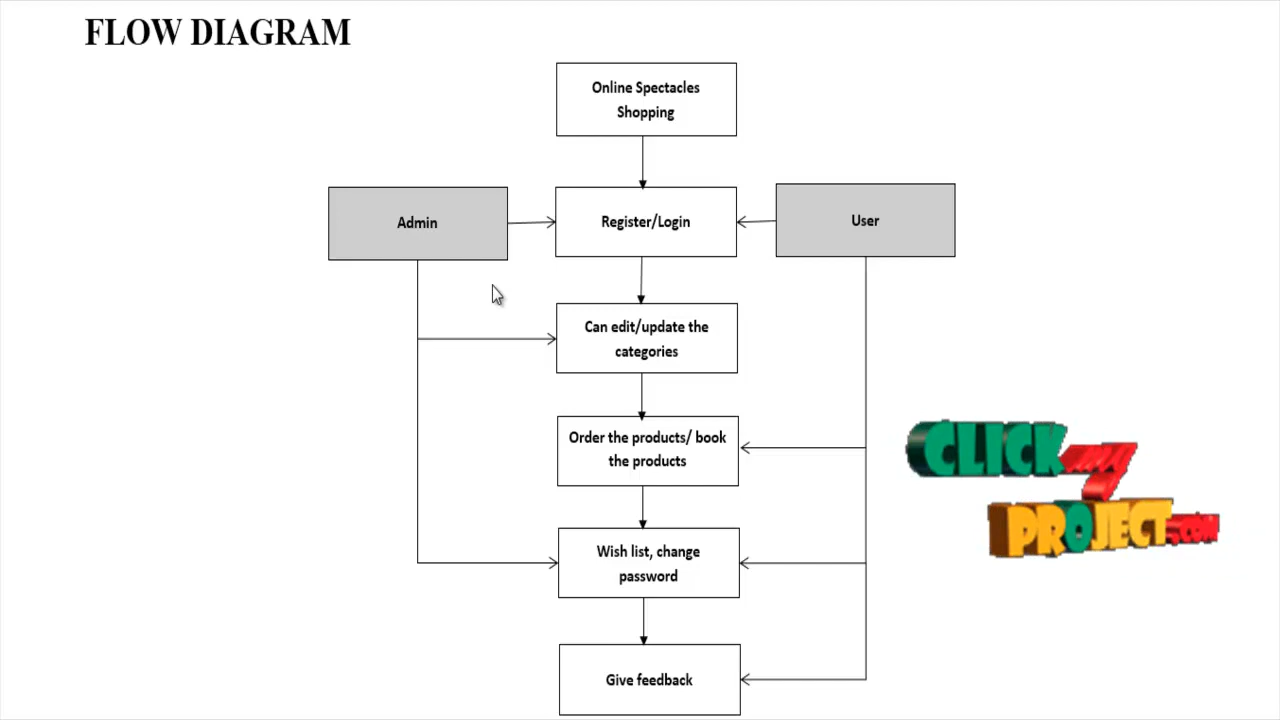 FLOW DIAGRAM
Online Spectacles
Shopping
Admin
Register/Login
User
Can edit/update the
categories
Order the products/ book
the products
CLICK my
PROJECT.COM
Wish list, change
password
Give feedback